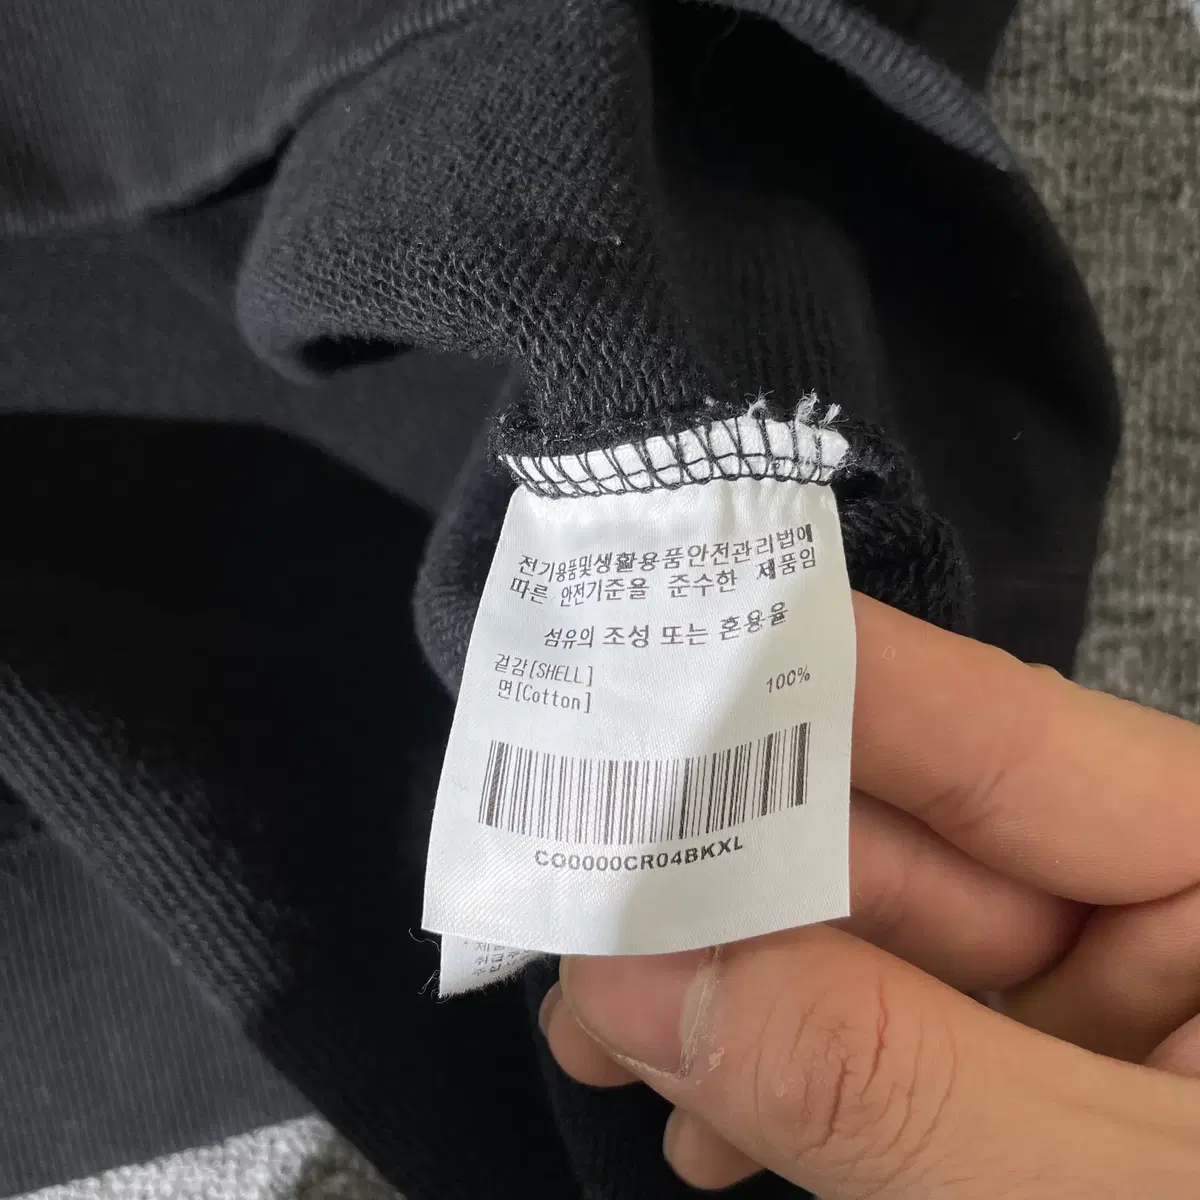 전기용품및생활용품안전관리법에
따른 안전기준을 준수한 제품임
섬유의 조성 또는 혼용율
겉감[SHELL]
면[Cotton] 100%
CO0000CR04BKXL